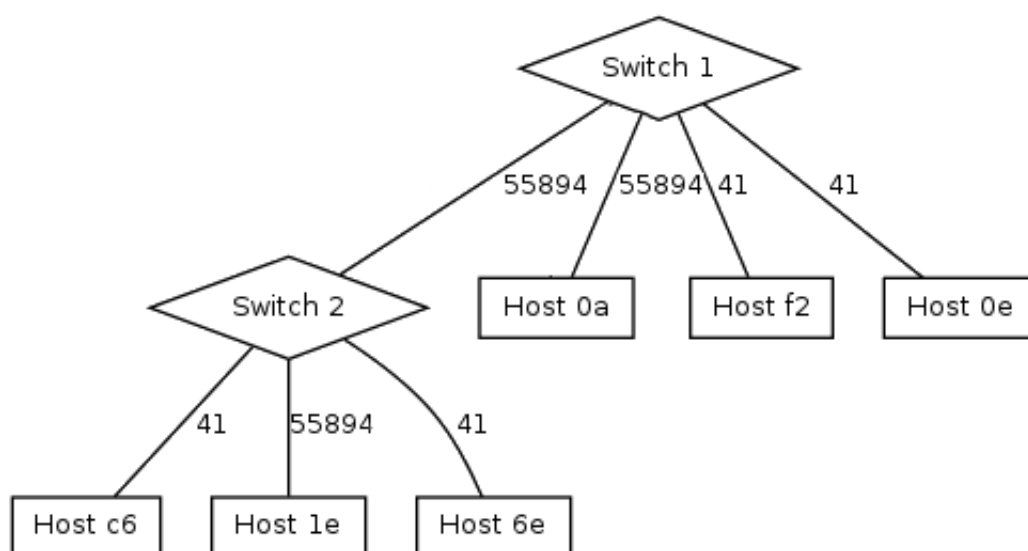 Switch 1
55894
55894
41
41
Switch 2
Host 0a
Host f2
Host 0e
41
55894
41
Host c6
Host 1e
Host 6e